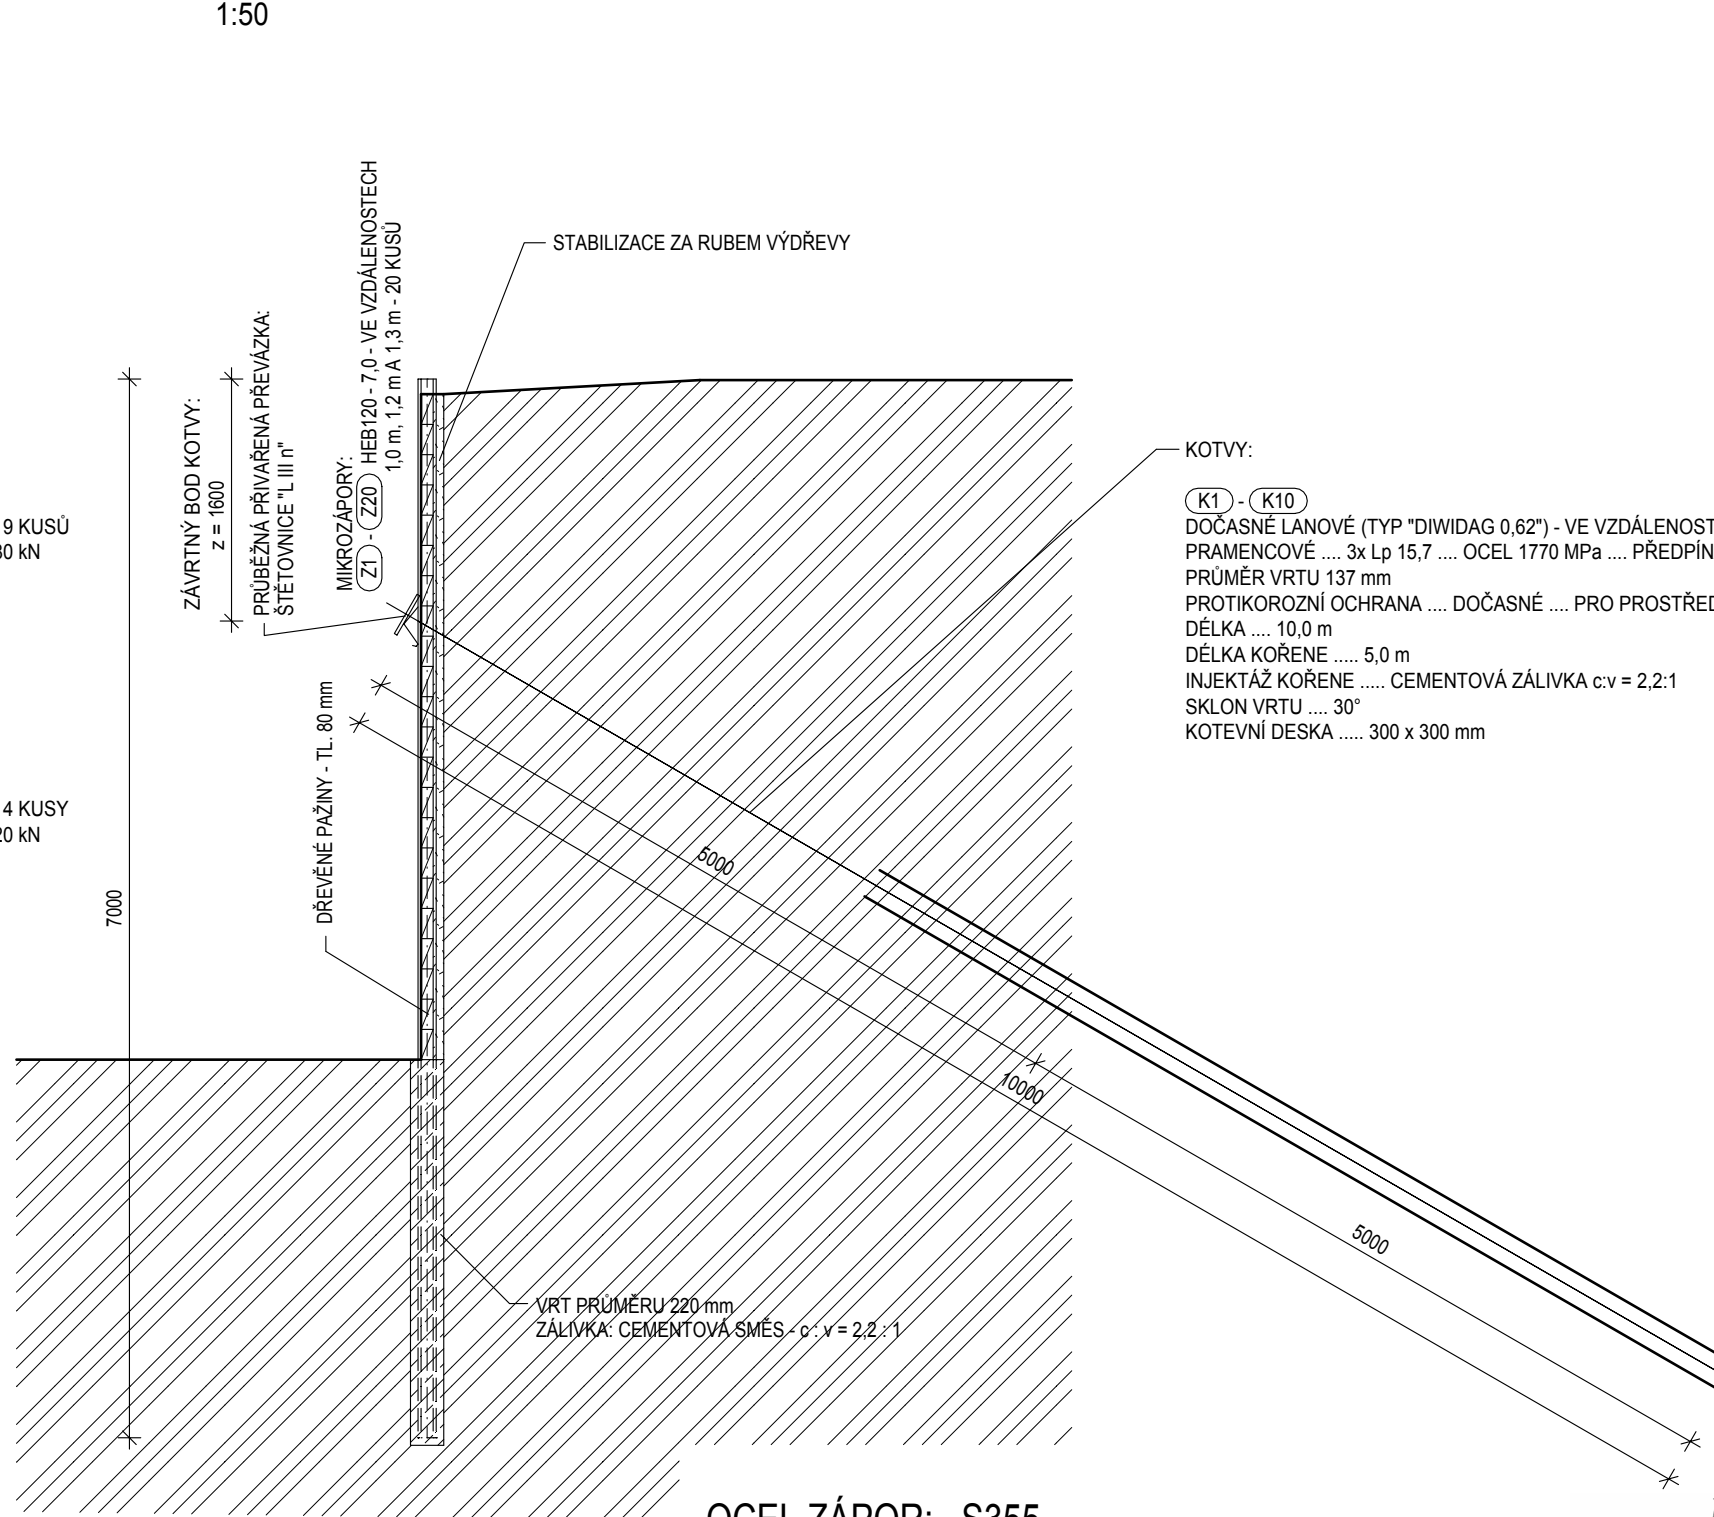 1:50
MIKROZÁPORY:
Z1 - Z20 HEB120 - 7,0 - VE VZDÁLENOSTECH
1,0 m, 1,2 m A 1,3 m - 20 KUSŮ
STABILIZACE ZA RUBEM VÝDŘEVY
PRŮBĚŽNÁ PŘIVAŘENÁ PŘEVÁZKA:
ŠTĚTOVNICE "L III n"
ZÁVRTNÝ BOD KOTVY:
z = 1600
9 KUSŮ
kN
4 KUSY
20 kN
7000
DŘEVĚNÉ PAŽINY - TL. 80 mm
KOTVY:
K1 - K10
DOČASNÉ LANOVÉ (TYP "DIWIDAG 0,62") - VE VZDÁLENOST
PRAMENCOVÉ .... 3x Lp 15,7 .... OCEL 1770 MPa .... PŘEDPÍN
PRŮMĚR VRTU 137 mm
PROTIKOROZNÍ OCHRANA .... DOČASNÉ .... PRO PROSTŘED
DÉLKA .... 10,0 m
DÉLKA KOŘENE ..... 5,0 m
INJEKTÁŽ KOŘENE ..... CEMENTOVÁ ZÁLIVKA c:v = 2,2:1
SKLON VRTU .... 30°
KOTEVNÍ DESKA ..... 300 x 300 mm
5000
10000
5000
VRT PRŮMĚRU 220 mm
ZÁLIVKA: CEMENTOVÁ SMĚS - c : v = 2,2 : 1
OCEL ZÁPOR: S355